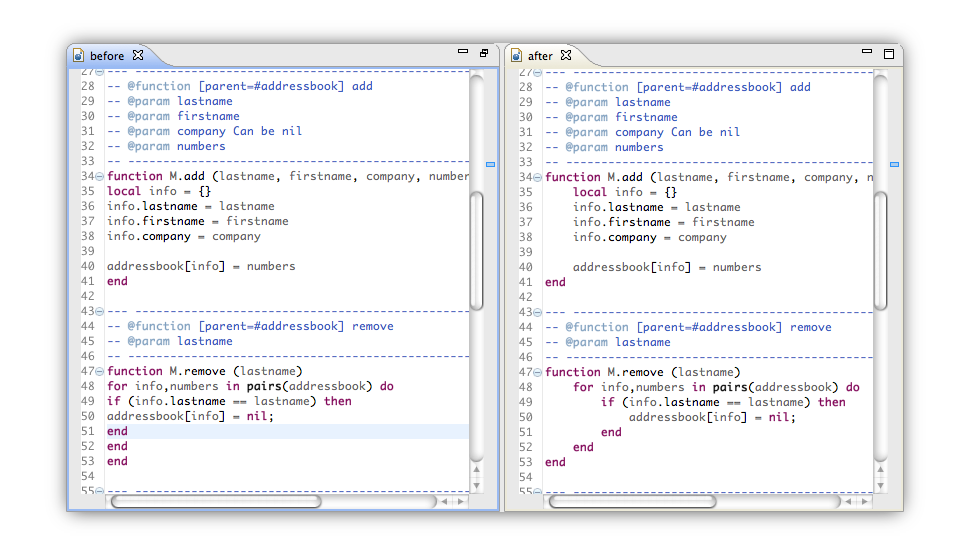 before
27 --- ------------------------------------------------
28 -- @function [parent=#addressbook] add
29 -- @param lastname
30 -- @param firstname
31 -- @param company Can be nil
32 -- @param numbers
33 -- ------------------------------------------------
34 function M.add (lastname, firstname, company, number
35 local info = {}
36 info.lastname = lastname
37 info.firstname = firstname
38 info.company = company
39
40 addressbook[info] = numbers
41 end
42
43 --- ------------------------------------------------
44 -- @function [parent=#addressbook] remove
45 -- @param lastname
46 -- ------------------------------------------------
47 function M.remove (lastname)
48 for info,numbers in pairs(addressbook) do
49 if (info.lastname == lastname) then
50 addressbook[info] = nil;
51 end
52 end
53 end
54
55 --- ------------------------------------------------
after
27 --- ------------------------------------------------
28 -- @function [parent=#addressbook] add
29 -- @param lastname
30 -- @param firstname
31 -- @param company Can be nil
32 -- @param numbers
33 -- ------------------------------------------------
34 function M.add (lastname, firstname, company, n
35     local info = {}
36     info.lastname = lastname
37     info.firstname = firstname
38     info.company = company
39
40     addressbook[info] = numbers
41 end
42
43 --- ------------------------------------------------
44 -- @function [parent=#addressbook] remove
45 -- @param lastname
46 -- ------------------------------------------------
47 function M.remove (lastname)
48     for info,numbers in pairs(addressbook) do
49         if (info.lastname == lastname) then
50             addressbook[info] = nil;
51         end
52     end
53 end
54
55 --- ------------------------------------------------